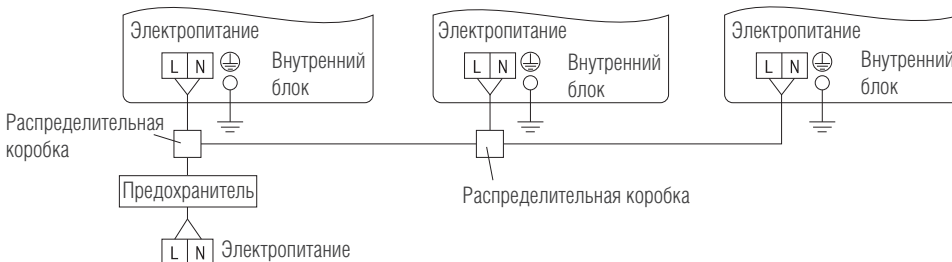 Электропитание
L N
Внутренний
блок
Электропитание
L N
Внутренний
блок
Электропитание
L N
Внутренний
блок
Распределительная
коробка
Распределительная коробка
Предохранитель
L N
Электропитание